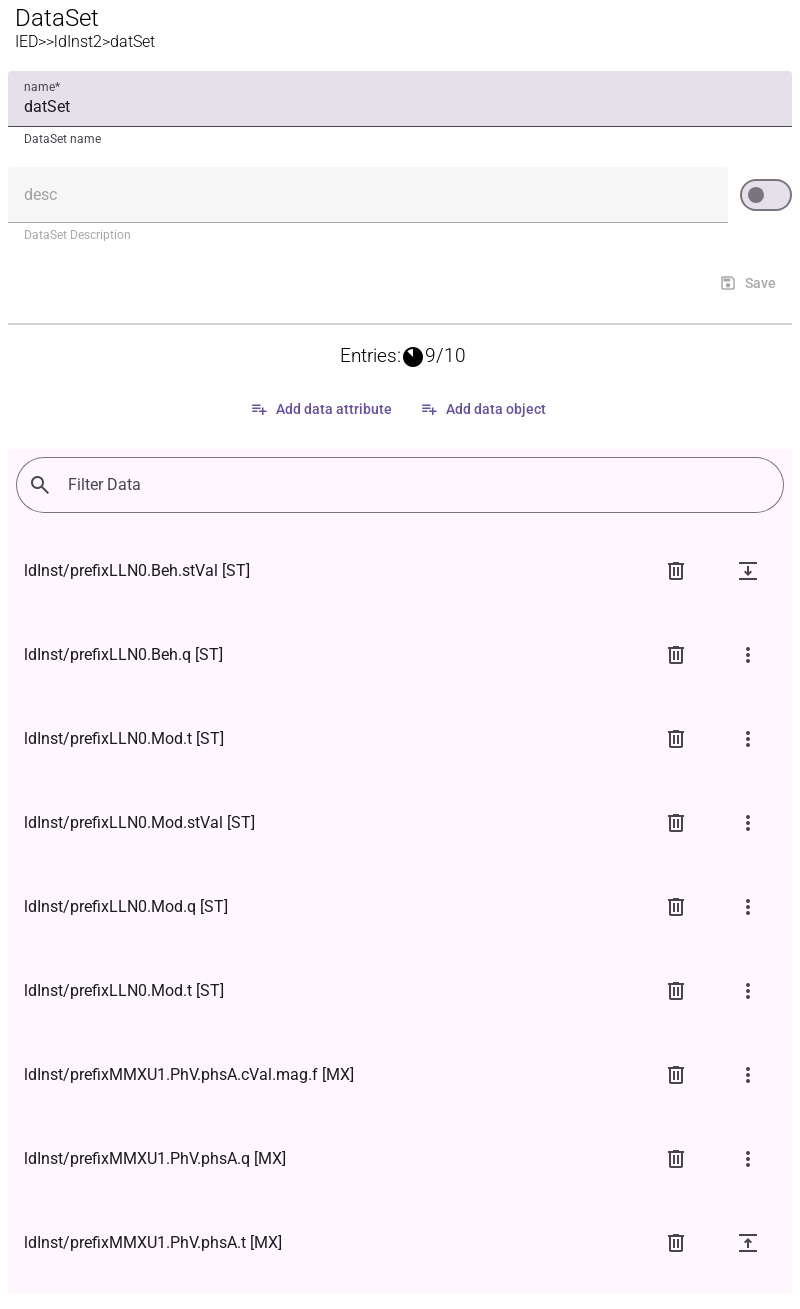 DataSet
IED>>ldInst2>datSet
name*
datSet
DataSet name
desc
DataSet Description
Save
Entries: 9/10
Add data attribute Add data object
Filter Data
ldInst/prefixLLN0.Beh.stVal [ST]
ldInst/prefixLLN0.Beh.q [ST]
ldInst/prefixLLN0.Mod.t [ST]
ldInst/prefixLLN0.Mod.stVal [ST]
ldInst/prefixLLN0.Mod.q [ST]
ldInst/prefixLLN0.Mod.t [ST]
ldInst/prefixMMXU1.PhV.phsA.cVal.mag.f [MX]
ldInst/prefixMMXU1.PhV.phsA.q [MX]
ldInst/prefixMMXU1.PhV.phsA.t [MX]